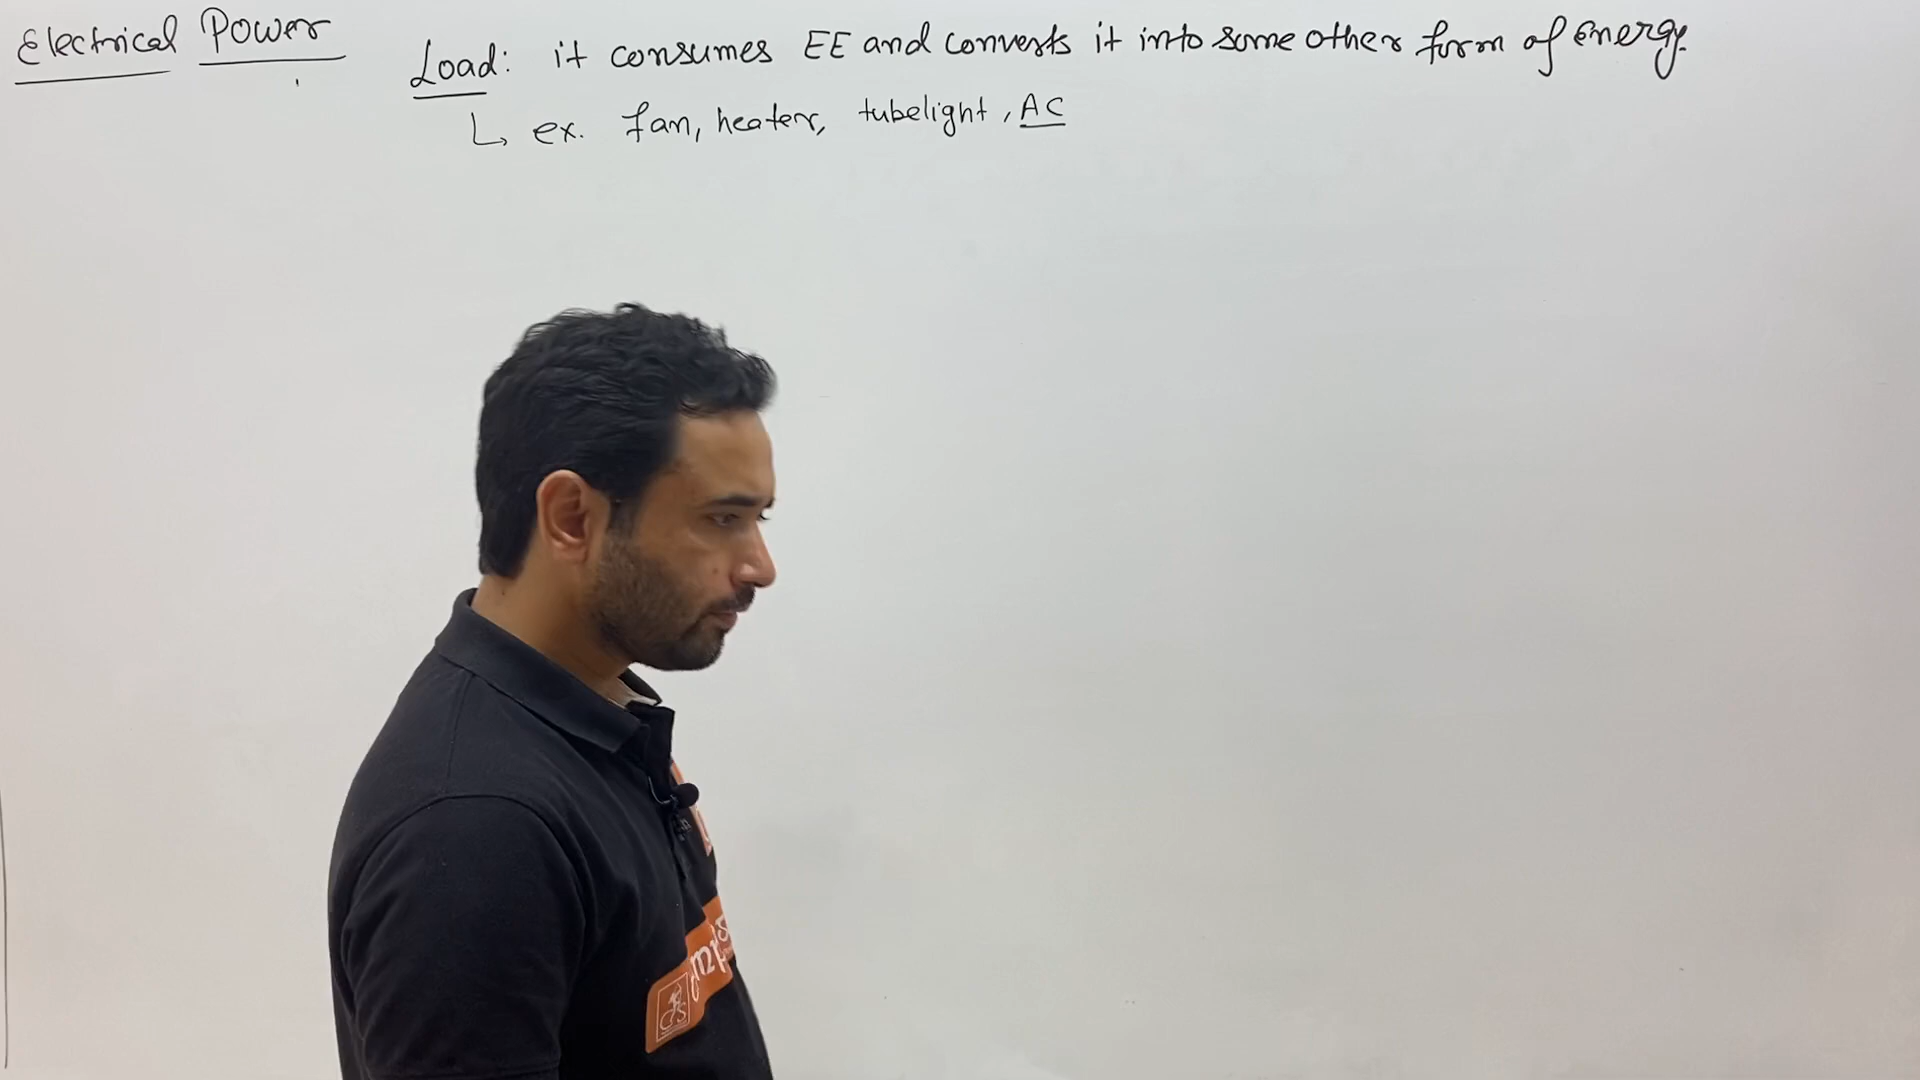 Electrical Power
Load: it consumes EE and converts it into some other form of energy.
↳ ex. fan, heater, tubelight, AC